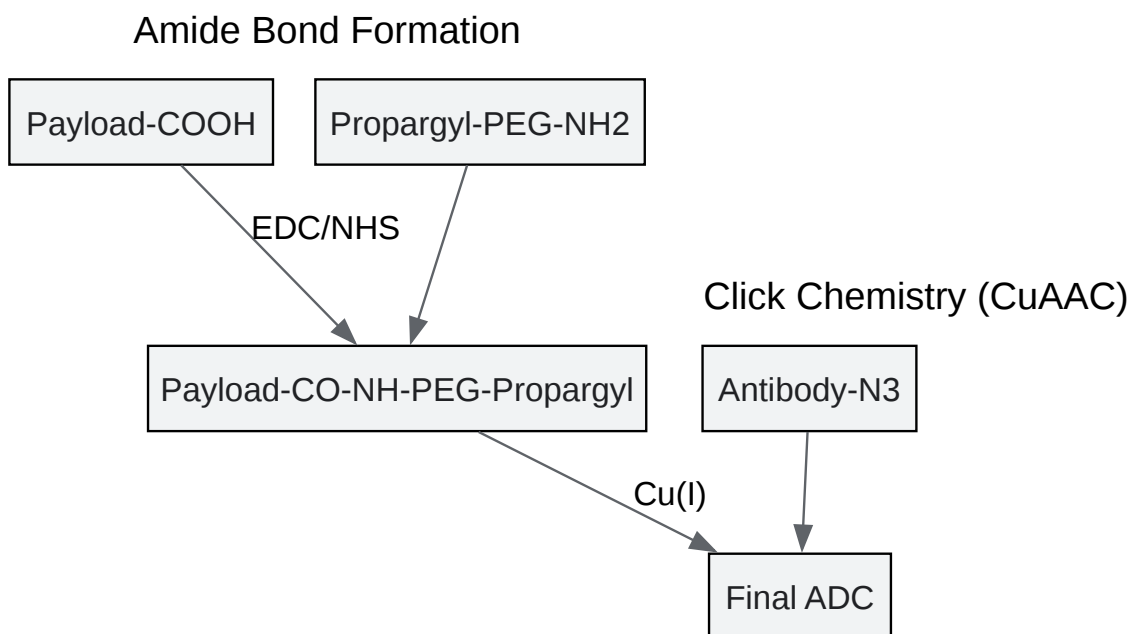 Amide Bond Formation
Payload-COOH
Propargyl-PEG-NH2
EDC/NHS
Click Chemistry (CuAAC)
Payload-CO-NH-PEG-Propargyl
Antibody-N3
Cu(I)
Final ADC